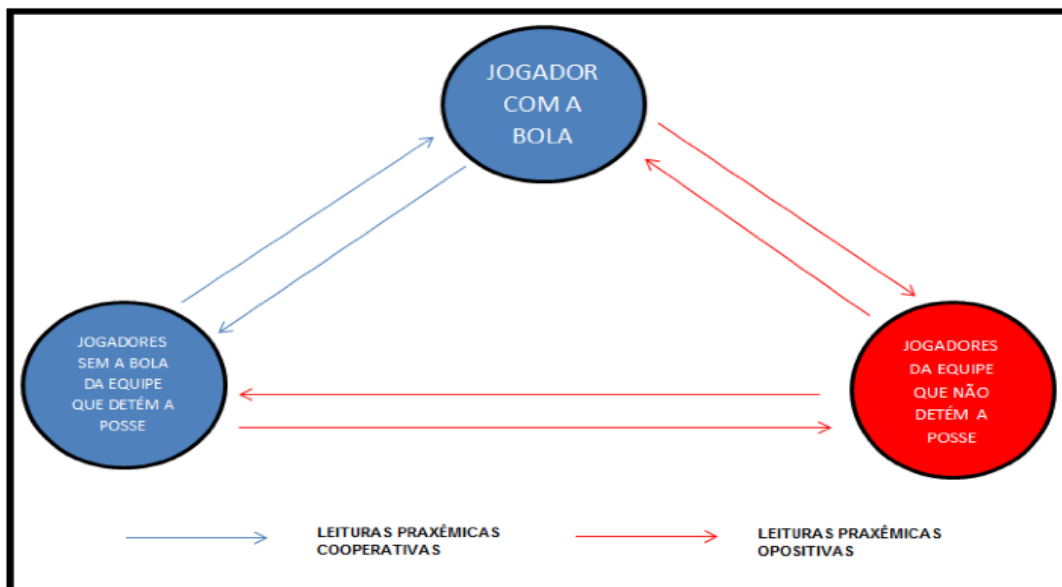 JOGADOR
COM A
BOLA
JOGADORES
SEM A BOLA
DA EQUIPE
QUE DETÉM A
POSSE
JOGADORES
DA EQUIPE
QUE NÃO
DETÉM A
POSSE
LEITURAS PRAXÊMICAS
COOPERATIVAS
LEITURAS PRAXÊMICAS
OPOSITIVAS